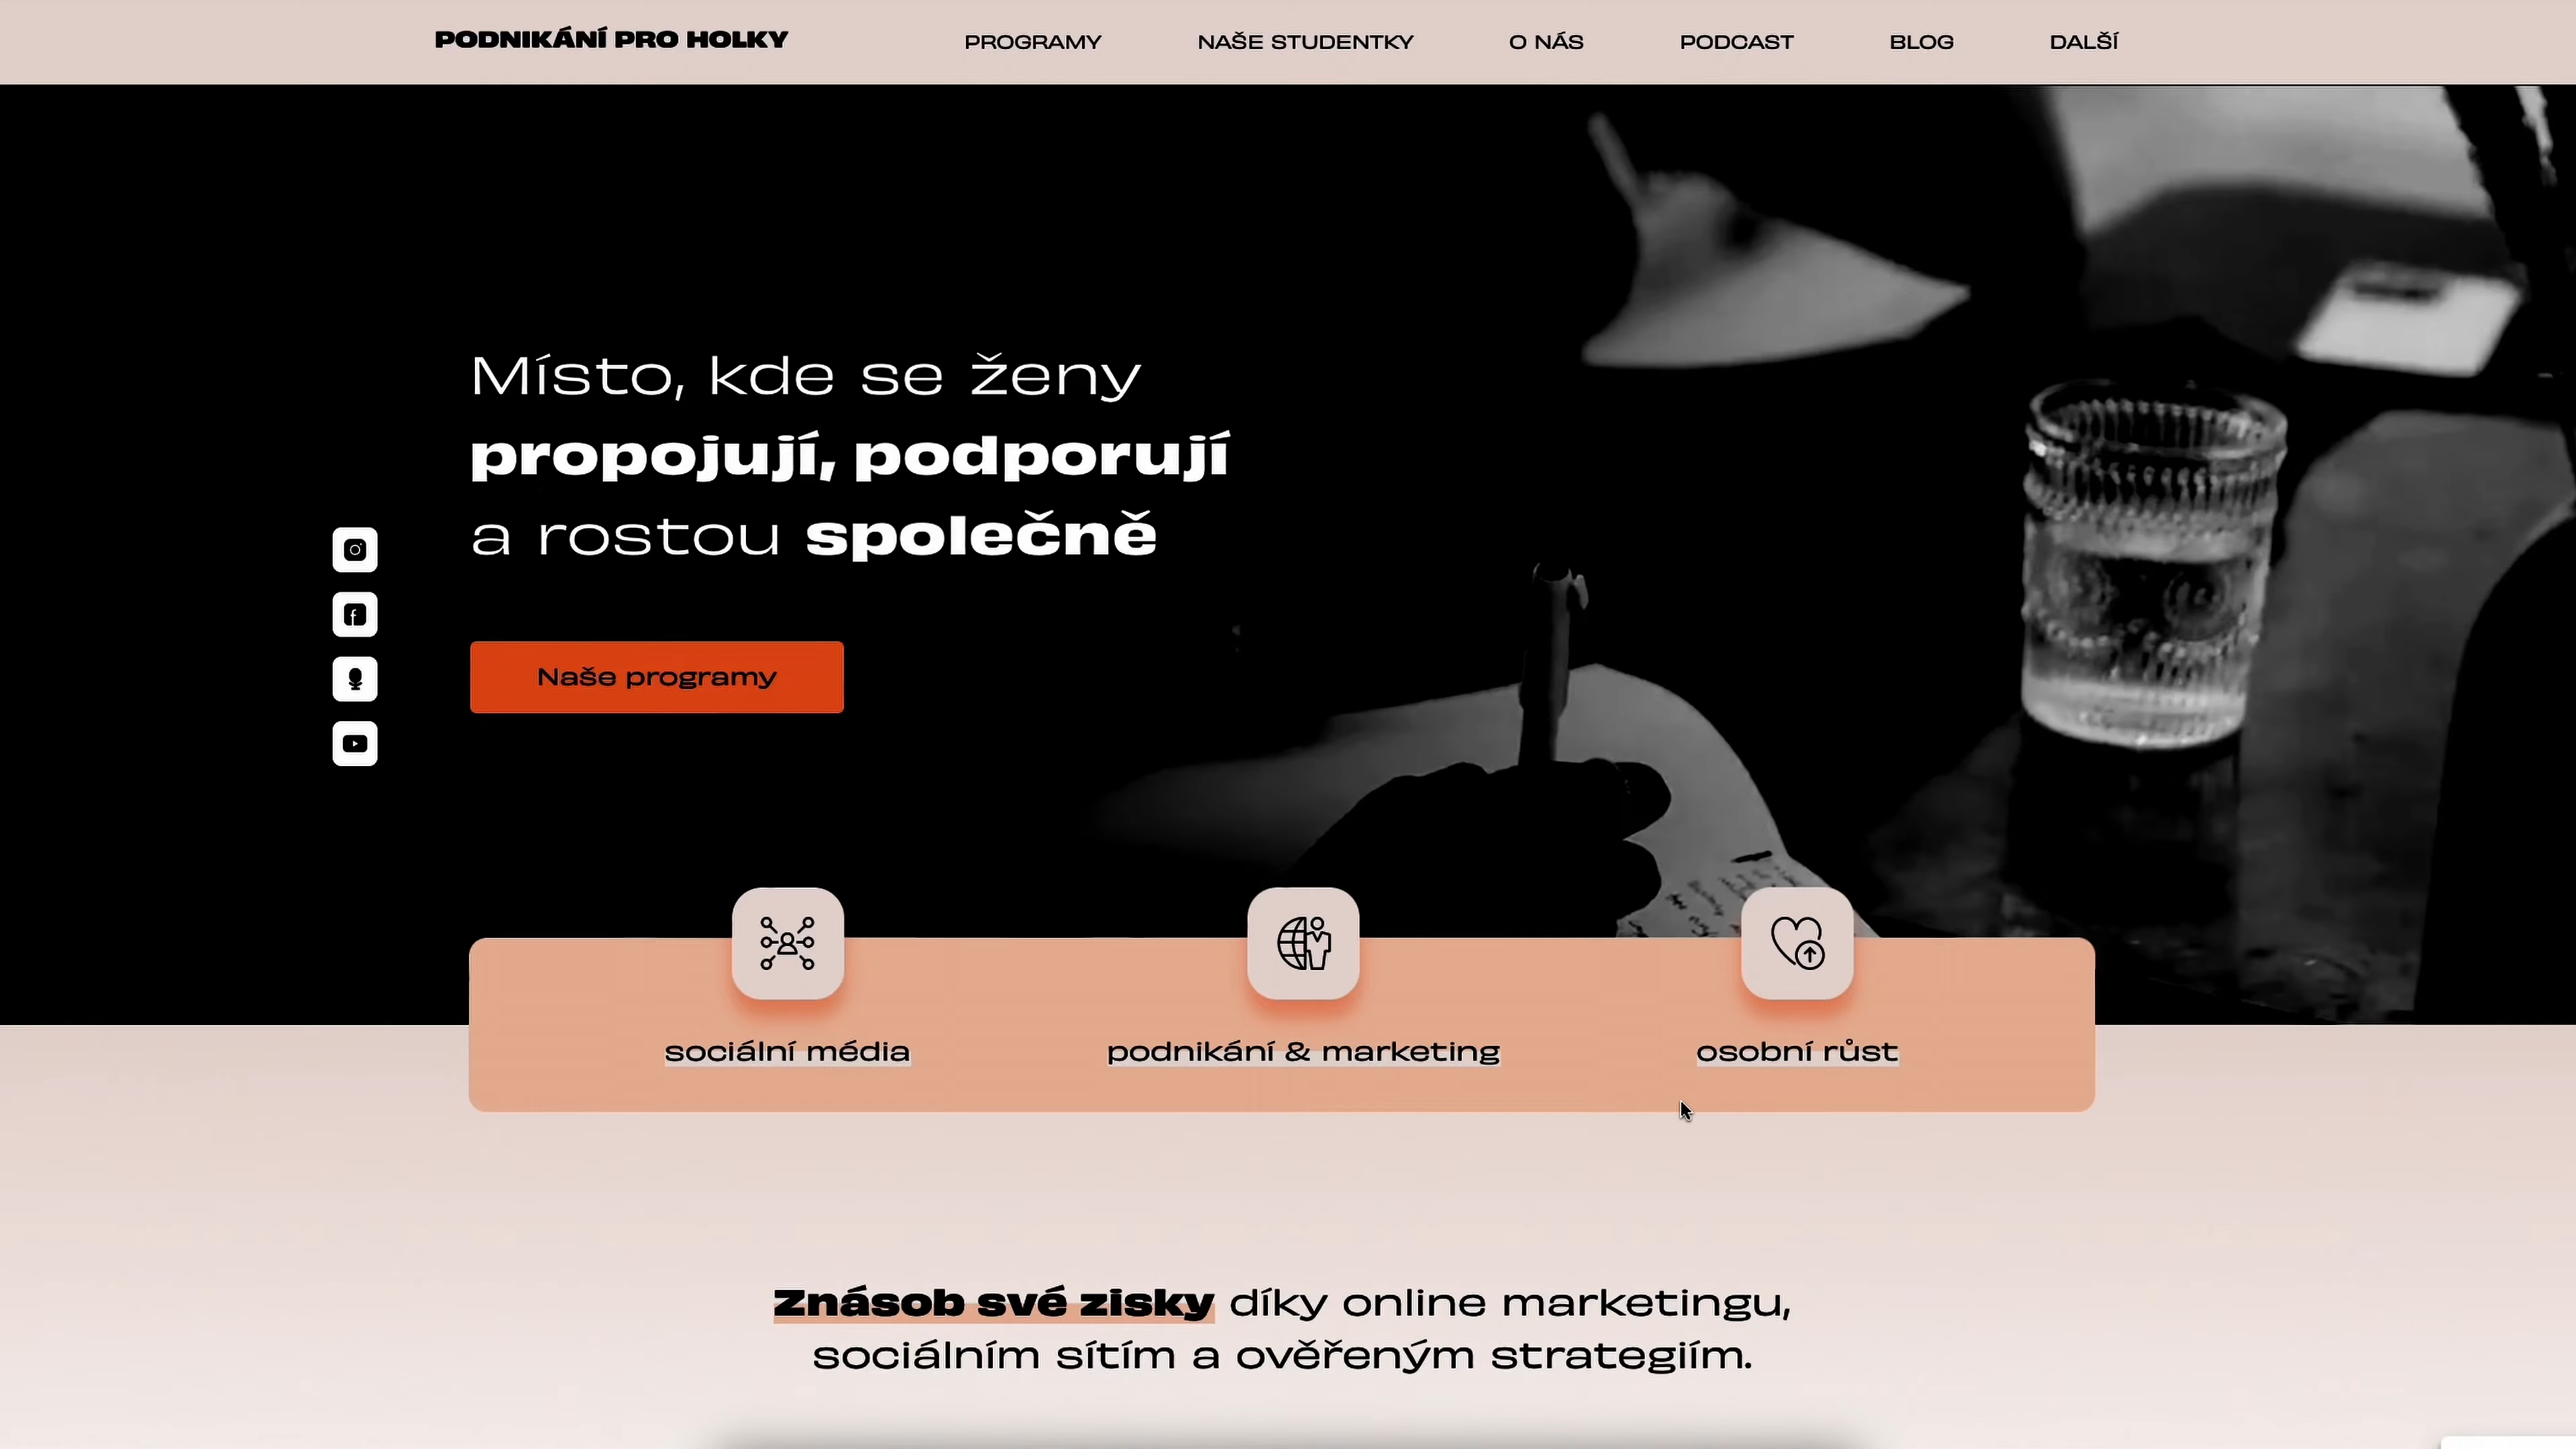 PODNIKÁNÍ PRO HOLKY
PROGRAMY
NAŠE STUDENTKY
O NÁS
PODCAST
BLOG
DALŠÍ
Místo, kde se ženy
propojují, podporují
a rostou společně
Naše programy
sociální média
podnikání & marketing
osobní růst
Znásob své zisky díky online marketingu,
sociálním sítím a ověřeným strategiím.